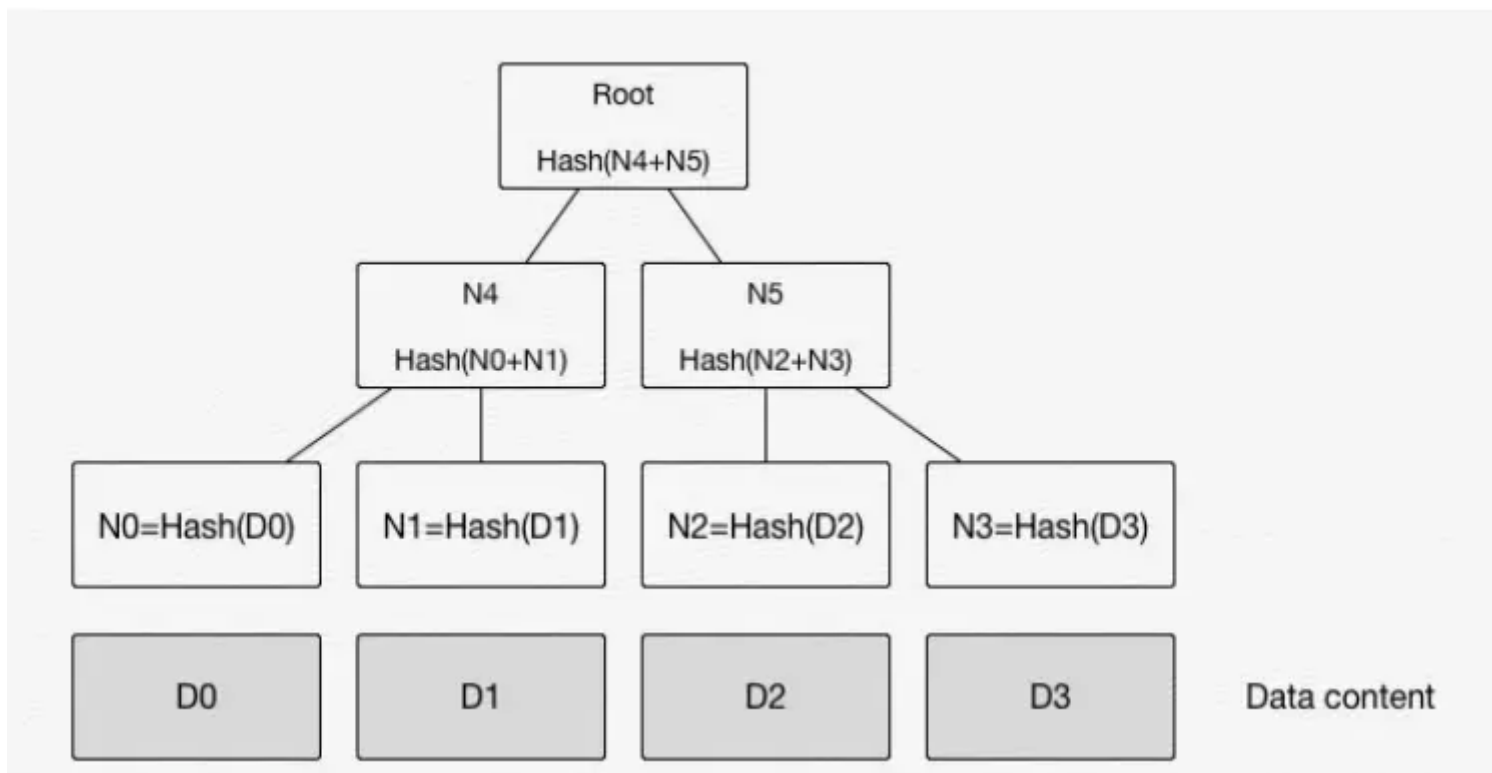 Root
Hash(N4+N5)
N4
Hash(N0+N1)
N5
Hash(N2+N3)
N0=Hash(D0)
N1=Hash(D1)
N2=Hash(D2)
N3=Hash(D3)
D0
D1
D2
D3
Data content